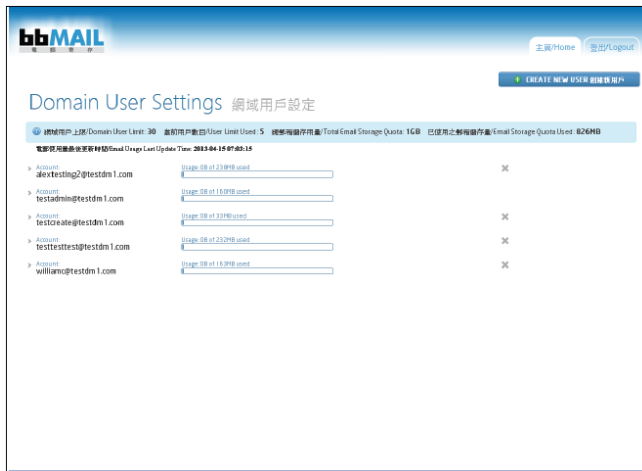 bbMAIL
電郵寄存
主頁/Home
登出/Logout
CREATE NEW USER 創建新用戶
Domain User Settings 網域用戶設定
網域用戶上限/Domain User Limit: 30 當前用戶數目/User Limit Used: 5 總郵箱儲存用量/Total Email Storage Quota: 1GB 已使用之郵箱儲存量/Email Storage Quota Used: 826MB
電郵使用量最後更新時間/Email Usage Last Update Time: 2013-04-15 07:03:15
Account:
alextesting2@testdm1.com
Usage: 0B of 238MB used
Account:
testadmin@testdm1.com
Usage: 0B of 160MB used
Account:
testcreate@testdm1.com
Usage: 0B of 33MB used
Account:
testtesttest@testdm1.com
Usage: 0B of 232MB used
Account:
williamc@testdm1.com
Usage: 0B of 163MB used